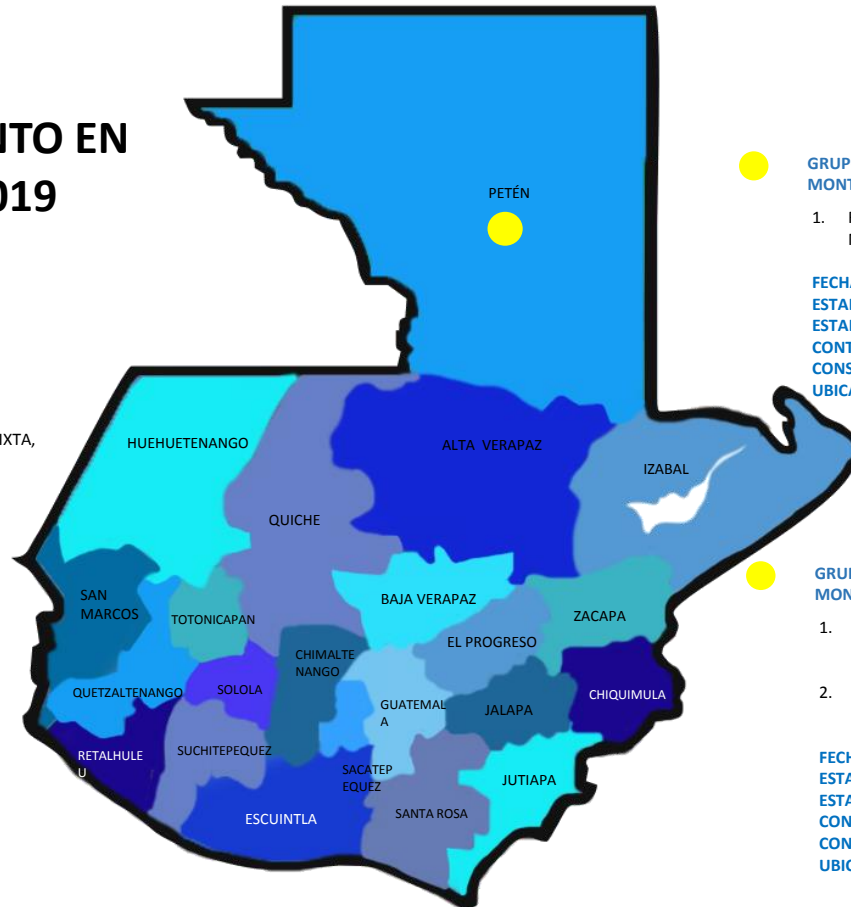 NTO EN
019
IXTA,
PETÉN
HUEHUETENANGO
ALTA VERAPAZ
IZABAL
QUICHE
SAN
MARCOS
TOTONICAPAN
BAJA VERAPAZ
ZACAPA
EL PROGRESO
CHIMALTE
NANGO
QUETZALTENANGO
SOLOLA
GUATEMAL
A
JALAPA
CHIQUIMULA
RETALHULE
U
SUCHITEPEQUEZ
SACATEP
EQUEZ
JUTIAPA
ESCUINTLA
SANTA ROSA
GRUP
MONT
1.
FECHA
ESTA
ESTA
CONT
CONS
UBICA
GRU
MON
1.
2.
FECH
ESTA
ESTA
CON
CON
UBIC